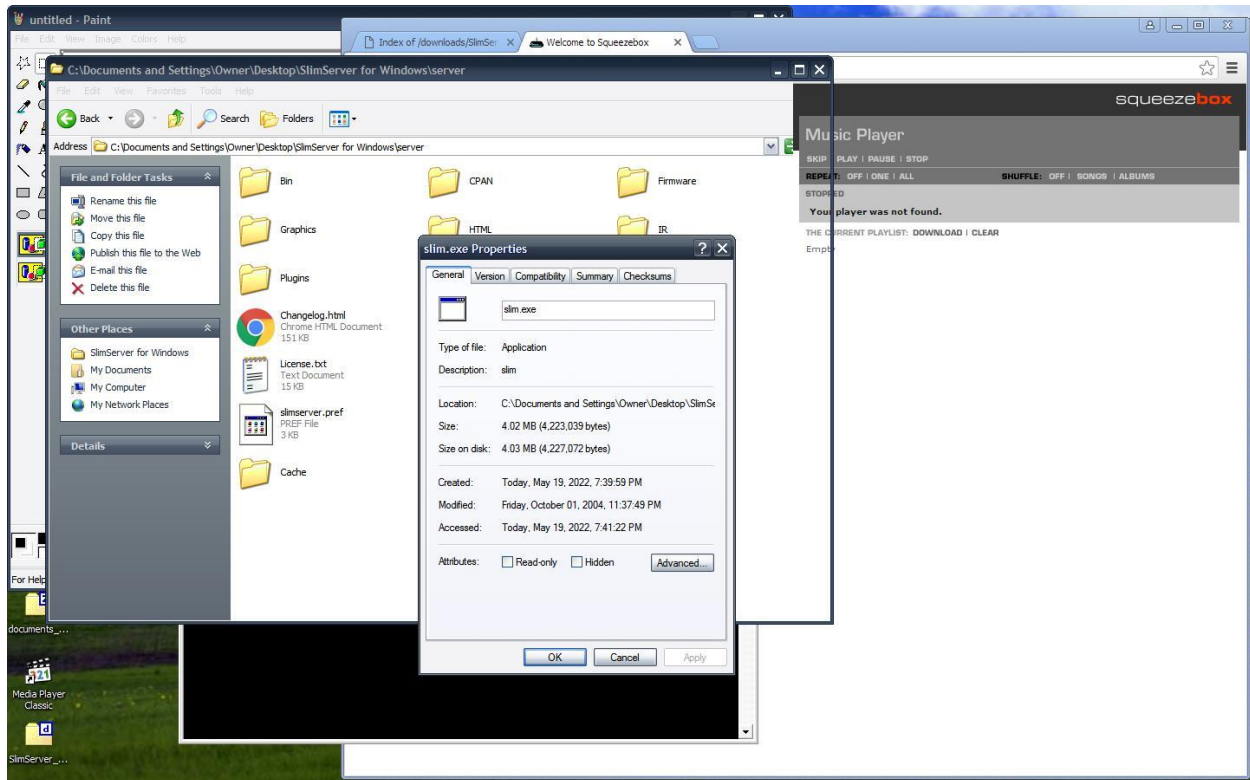 untitled - Paint
File Edit View Image Colors Help
Index of /downloads/SlimSer
Welcome to Squeezebox
C:\Documents and Settings\Owner\Desktop\SlimServer for Windows\server
File Edit View Favorites Tools Help
Back Search Folders
Address C:\Documents and Settings\Owner\Desktop\SlimServer for Windows\server
File and Folder Tasks
Rename this file
Move this file
Copy this file
Publish this file to the Web
E-mail this file
Delete this file
Other Places
SlimServer for Windows
My Documents
My Computer
My Network Places
Details
Bin
CPAN
Firmware
Graphics
HTML
IR
Plugins
Changelog.html
Chrome HTML Document
151 KB
License.txt
Text Document
15 KB
slimserver.pref
PREF File
3 KB
Cache
slim.exe Properties
General Version Compatibility Summary Checksums
slim.exe
Type of file: Application
Description: slim
Location: C:\Documents and Settings\Owner\Desktop\SlimSe
Size: 4.02 MB (4,223,039 bytes)
Size on disk: 4.03 MB (4,227,072 bytes)
Created: Today, May 19, 2022, 7:39:59 PM
Modified: Friday, October 01, 2004, 11:37:49 PM
Accessed: Today, May 19, 2022, 7:41:22 PM
Attributes: Read-only Hidden Advanced...
OK Cancel Apply
squeezebox
Music Player
SKIP PLAY | PAUSE | STOP
REPEAT: OFF | ONE | ALL SHUFFLE: OFF | SONGS | ALBUMS
STOPPED
Your player was not found.
THE CURRENT PLAYLIST: DOWNLOAD | CLEAR
Empty
For Help
documents_...
Media Player
Classic
SlimServer_...